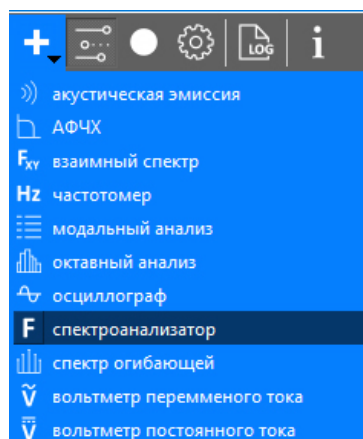 LOG i
акустическая эмиссия
АФЧХ
Fxy взаимный спектр
Hz частотомер
модальный анализ
октавный анализ
осциллограф
F спектроанализатор
спектр огибающей
Ṽ вольтметр перемменого тока
V вольтметр постоянного тока